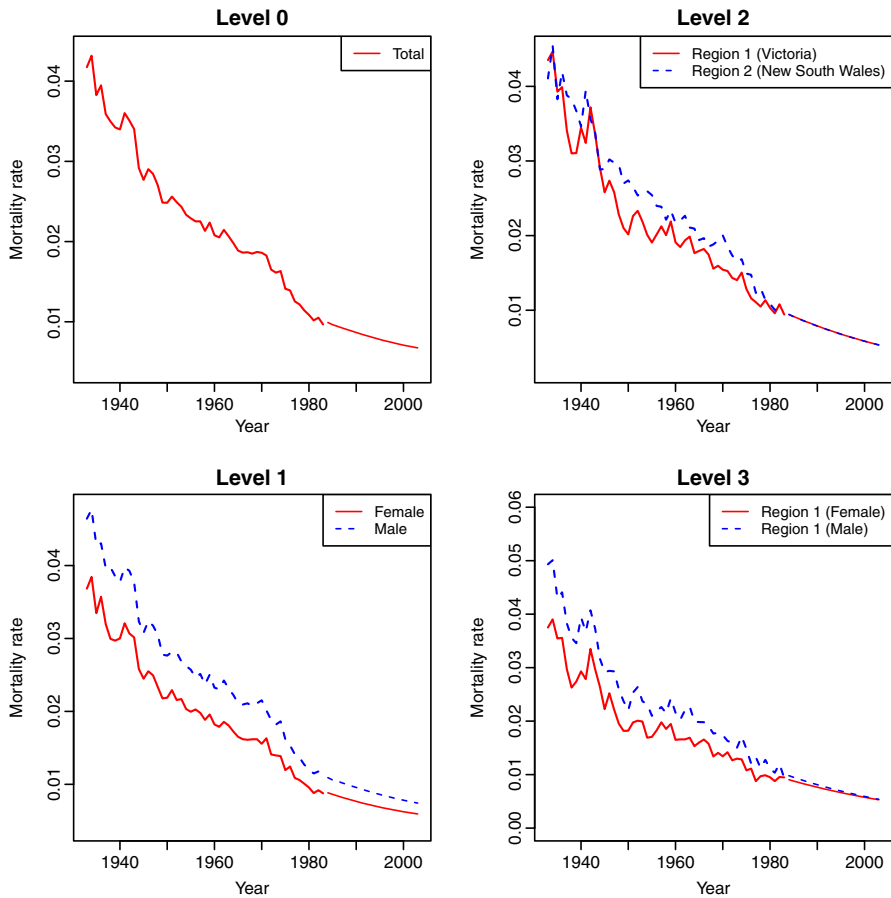 Level 0
Total
Mortality rate
0.04
0.03
0.02
0.01
1940 1960 1980 2000
Year
Level 2
Region 1 (Victoria)
Region 2 (New South Wales)
Mortality rate
0.04
0.03
0.02
0.01
1940 1960 1980 2000
Year
Level 1
Female
Male
Mortality rate
0.04
0.03
0.02
0.01
1940 1960 1980 2000
Year
Level 3
Region 1 (Female)
Region 1 (Male)
Mortality rate
0.06
0.05
0.04
0.03
0.02
0.01
0.00
1940 1960 1980 2000
Year